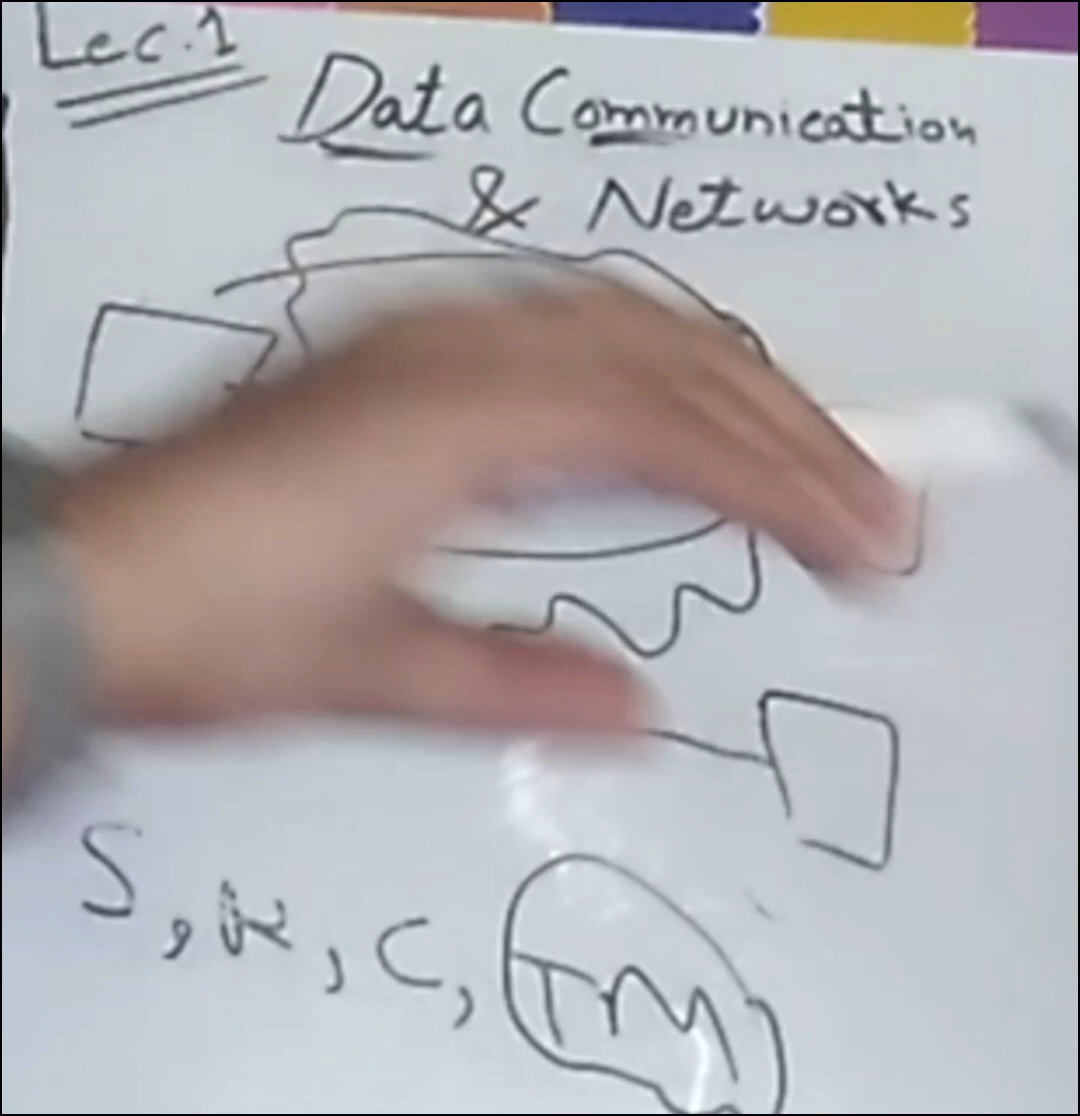 Lec.1
Data Communication
& Networks
S, R, C, TM